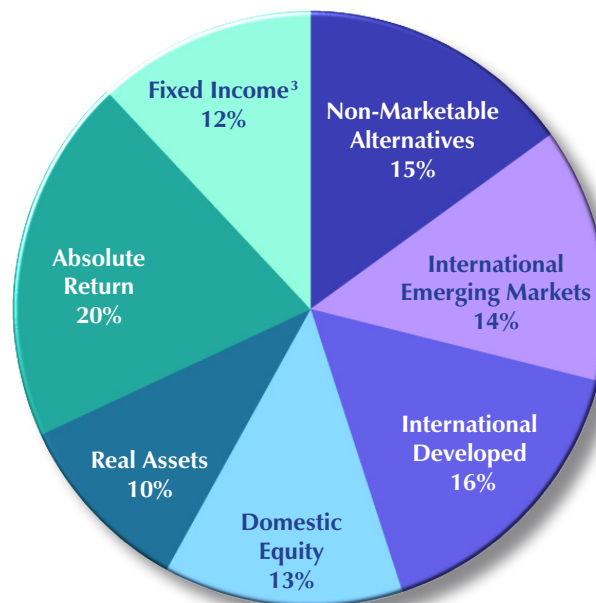 Fixed Income³
12%
Non-Marketable
Alternatives
15%
International
Emerging Markets
14%
International
Developed
16%
Domestic
Equity
13%
Real Assets
10%
Absolute
Return
20%